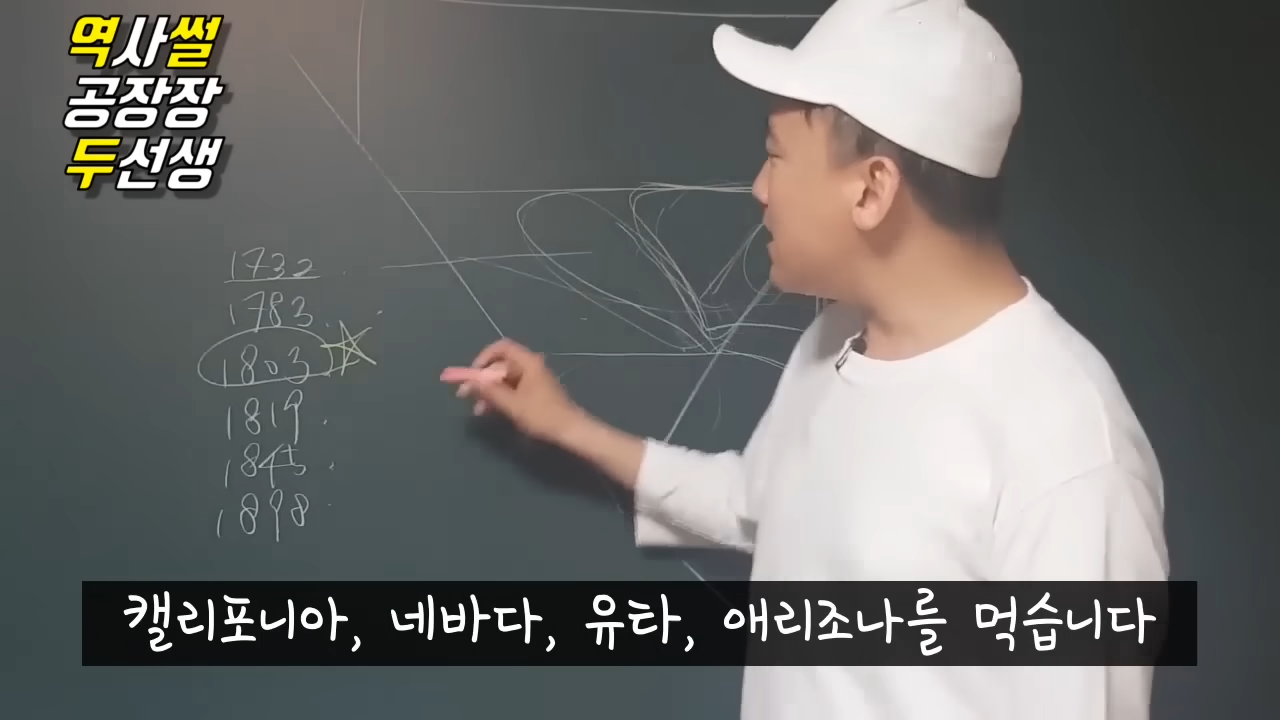 역사썰
공장장
두선생
1732
1783
1803
1819
1845
1898
캘리포니아, 네바다, 유타, 애리조나를 먹습니다